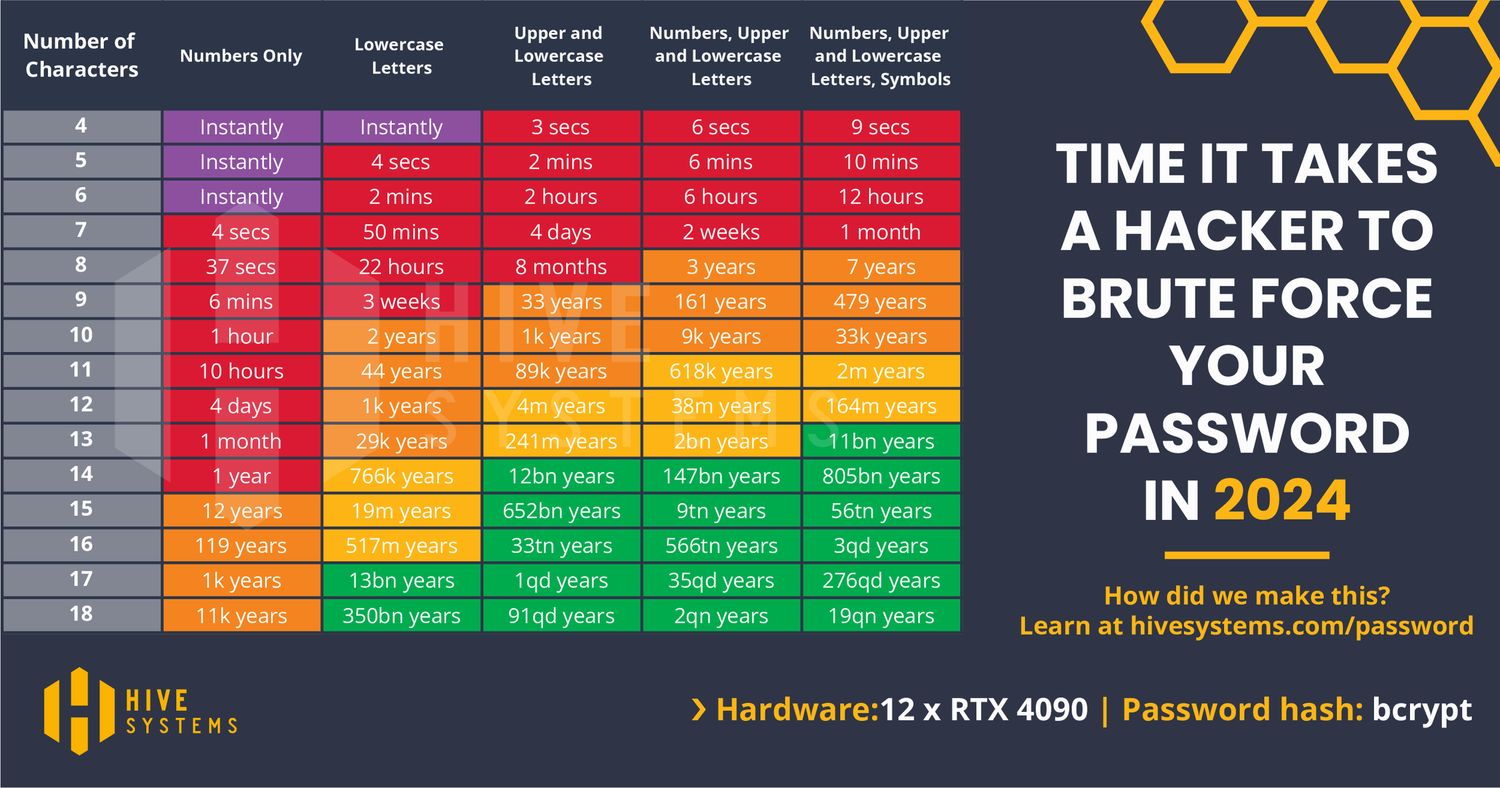 Number of Characters | Numbers Only | Lowercase Letters | Upper and Lowercase Letters | Numbers, Upper and Lowercase Letters | Numbers, Upper and Lowercase Letters, Symbols
4 | Instantly | Instantly | 3 secs | 6 secs | 9 secs
5 | Instantly | 4 secs | 2 mins | 6 mins | 10 mins
6 | Instantly | 2 mins | 2 hours | 6 hours | 12 hours
7 | 4 secs | 50 mins | 4 days | 2 weeks | 1 month
8 | 37 secs | 22 hours | 8 months | 3 years | 7 years
9 | 6 mins | 3 weeks | 33 years | 161 years | 479 years
10 | 1 hour | 2 years | 1k years | 9k years | 33k years
11 | 10 hours | 44 years | 89k years | 618k years | 2m years
12 | 4 days | 1k years | 4m years | 38m years | 164m years
13 | 1 month | 29k years | 241m years | 2bn years | 11bn years
14 | 1 year | 766k years | 12bn years | 147bn years | 805bn years
15 | 12 years | 19m years | 652bn years | 9tn years | 56tn years
16 | 119 years | 517m years | 33tn years | 566tn years | 3qd years
17 | 1k years | 13bn years | 1qd years | 35qd years | 276qd years
18 | 11k years | 350bn years | 91qd years | 2qn years | 19qn years
HIVE
SYSTEMS
TIME IT TAKES
A HACKER TO
BRUTE FORCE
YOUR
PASSWORD
IN 2024
How did we make this?
Learn at hivesystems.com/password
HIVE
SYSTEMS
› Hardware:12 x RTX 4090 | Password hash: bcrypt